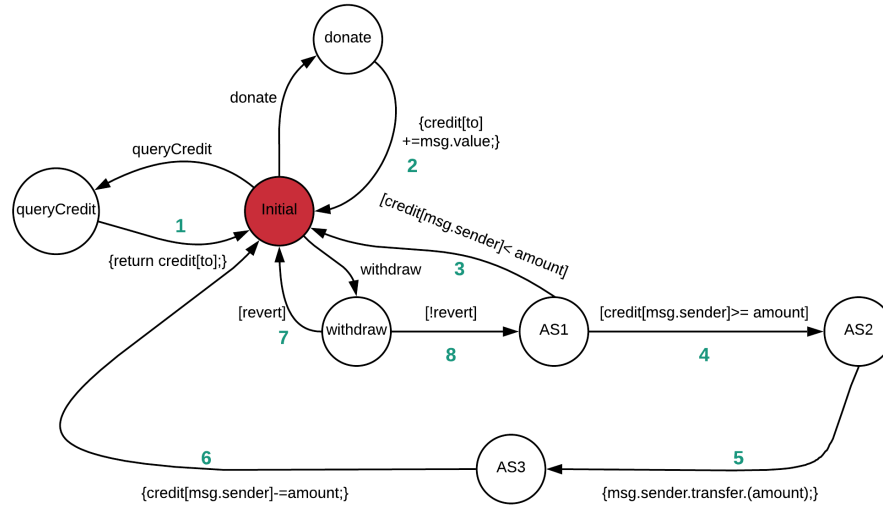 donate
donate
{credit[to]
+=msg.value;}
2
queryCredit
queryCredit
1
{return credit[to];}
Initial
[credit[msg.sender]< amount]
3
withdraw
[revert]
7
withdraw
[!revert]
8
AS1
[credit[msg.sender]>= amount]
4
AS2
6
{credit[msg.sender]-=amount;}
AS3
5
{msg.sender.transfer.(amount);}